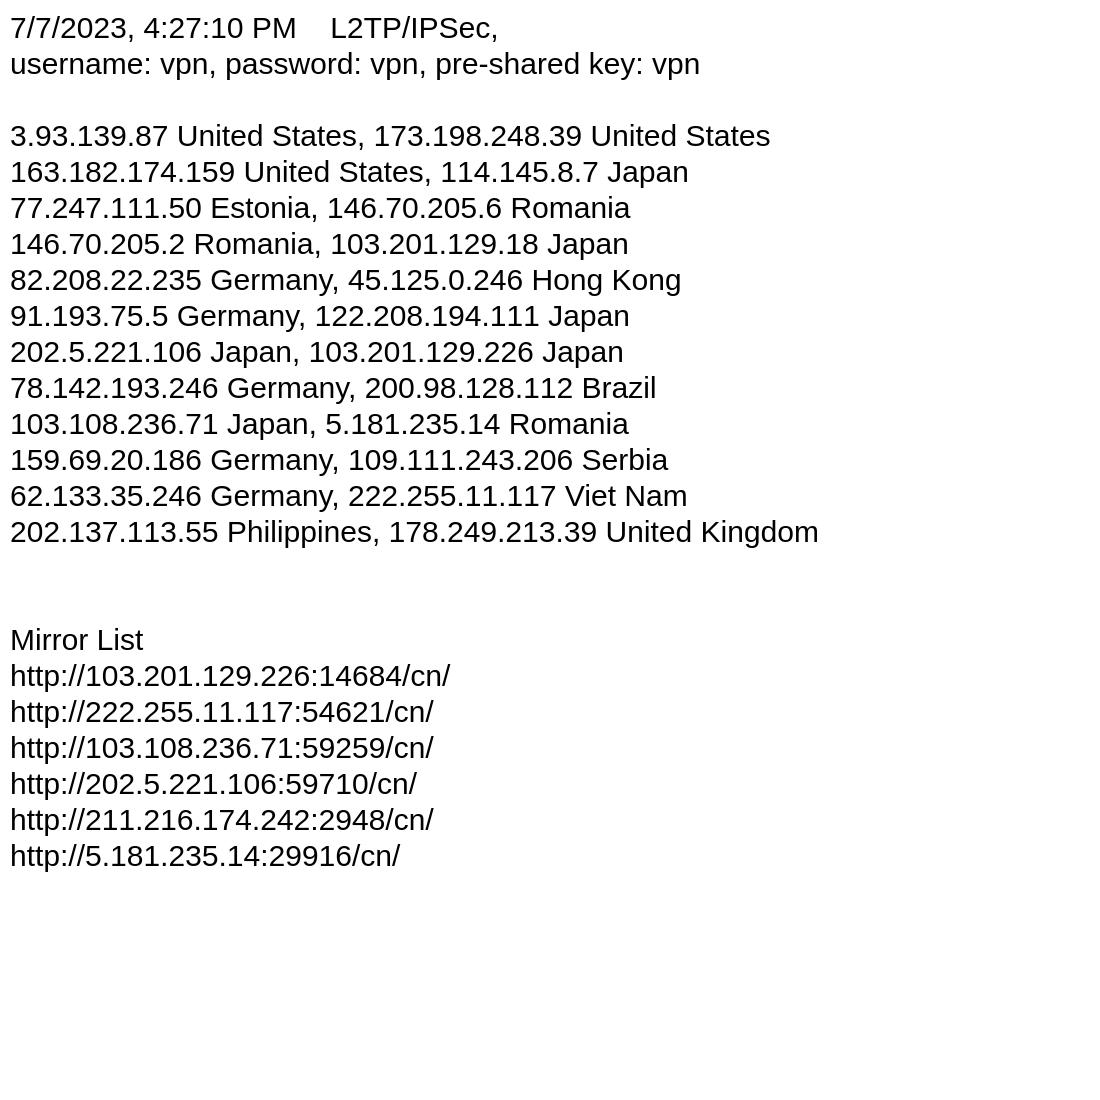 7/7/2023, 4:27:10 PM    L2TP/IPSec,
username: vpn, password: vpn, pre-shared key: vpn
3.93.139.87 United States, 173.198.248.39 United States
163.182.174.159 United States, 114.145.8.7 Japan
77.247.111.50 Estonia, 146.70.205.6 Romania
146.70.205.2 Romania, 103.201.129.18 Japan
82.208.22.235 Germany, 45.125.0.246 Hong Kong
91.193.75.5 Germany, 122.208.194.111 Japan
202.5.221.106 Japan, 103.201.129.226 Japan
78.142.193.246 Germany, 200.98.128.112 Brazil
103.108.236.71 Japan, 5.181.235.14 Romania
159.69.20.186 Germany, 109.111.243.206 Serbia
62.133.35.246 Germany, 222.255.11.117 Viet Nam
202.137.113.55 Philippines, 178.249.213.39 United Kingdom
Mirror List
http://103.201.129.226:14684/cn/
http://222.255.11.117:54621/cn/
http://103.108.236.71:59259/cn/
http://202.5.221.106:59710/cn/
http://211.216.174.242:2948/cn/
http://5.181.235.14:29916/cn/